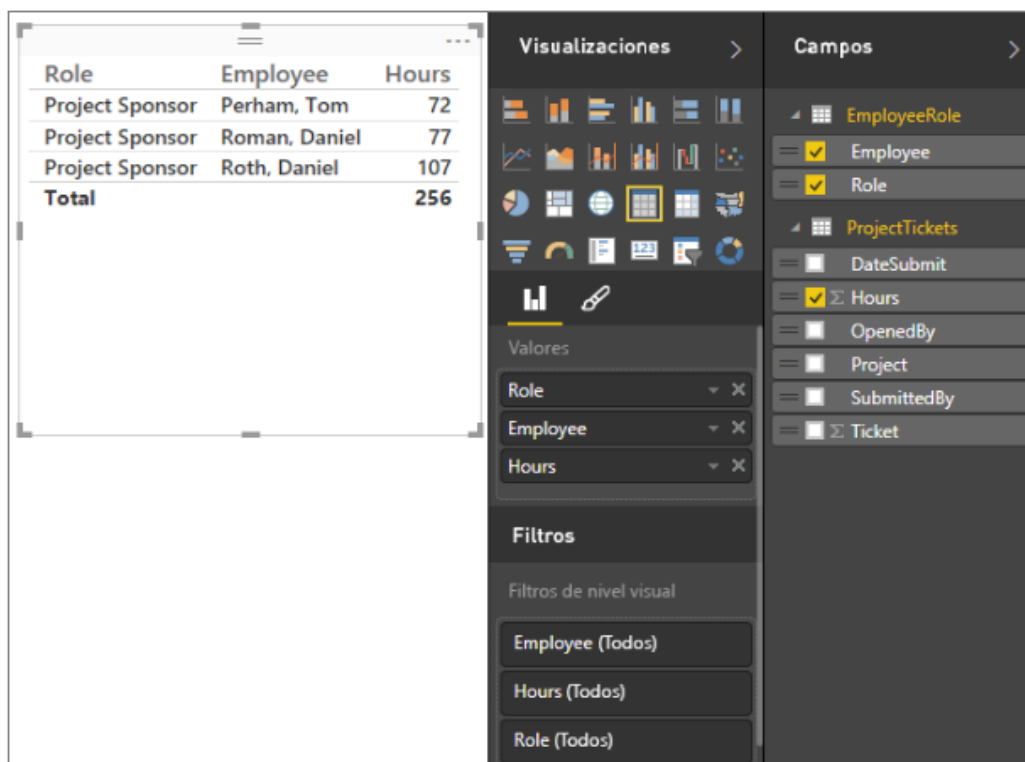 Role Employee Hours
Project Sponsor Perham, Tom 72
Project Sponsor Roman, Daniel 77
Project Sponsor Roth, Daniel 107
Total 256
Visualizaciones
123
Valores
Role
Employee
Hours
Filtros
Filtros de nivel visual
Employee (Todos)
Hours (Todos)
Role (Todos)
Campos
EmployeeRole
Employee
Role
ProjectTickets
DateSubmit
Σ Hours
OpenedBy
Project
SubmittedBy
Σ Ticket